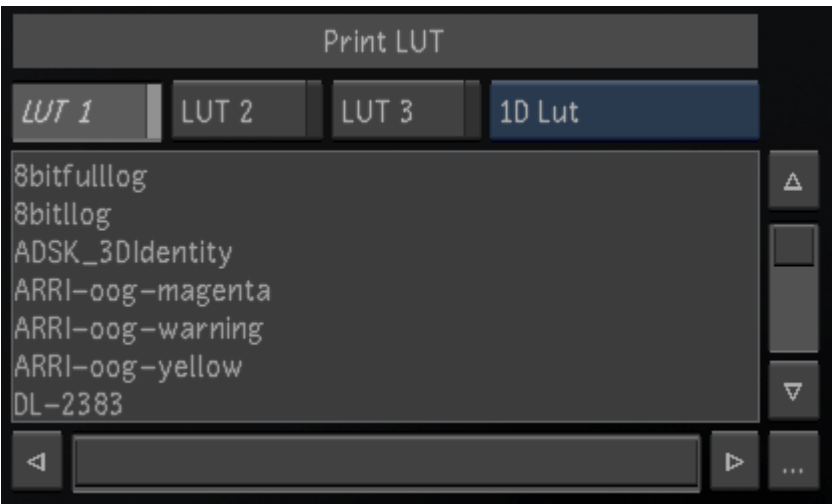 Print LUT
LUT 1 LUT 2 LUT 3 1D Lut
8bitfulllog
8bitllog
ADSK_3DIdentity
ARRI-oog-magenta
ARRI-oog-warning
ARRI-oog-yellow
DL-2383
...